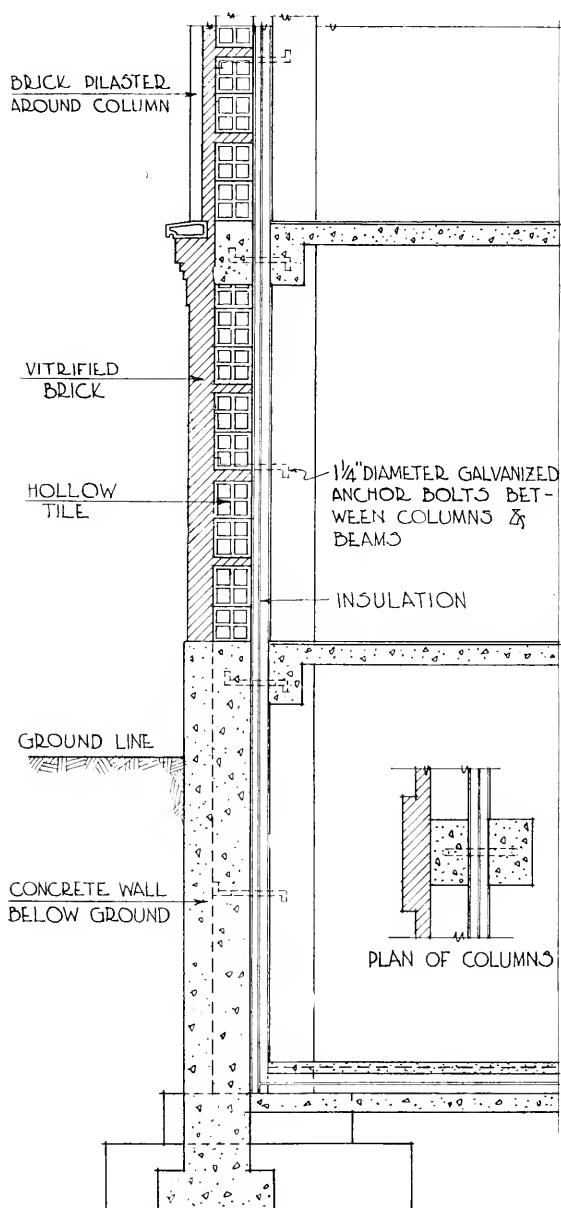 BRICK PILASTER
AROUND COLUMN
VITRIFIED
BRICK
HOLLOW
TILE
1¼" DIAMETER GALVANIZED
ANCHOR BOLTS BET-
WEEN COLUMNS &
BEAMS
INSULATION
GROUND LINE
CONCRETE WALL
BELOW GROUND
PLAN OF COLUMNS